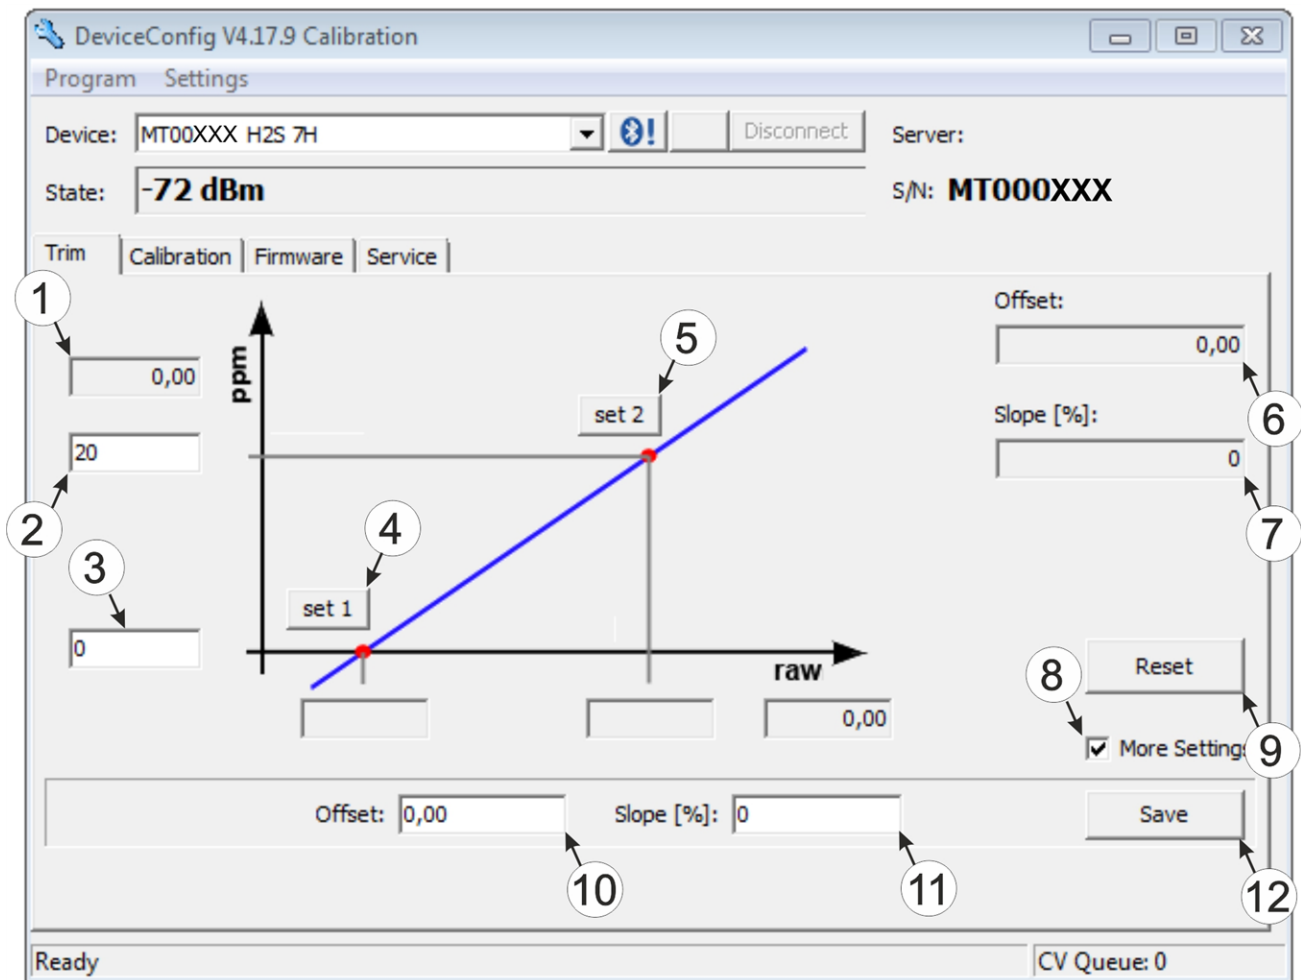 DeviceConfig V4.17.9 Calibration
Program Settings
Device: MT00XXX H2S 7H Disconnect Server:
State: -72 dBm S/N: MT000XXX
Trim Calibration Firmware Service
1
Offset:
5
ppm
0,00
0,00
6
set 2
Slope [%]:
20
0
2
4
7
3
set 1
0
raw
8
Reset
0,00
More Setting
9
Offset: 0,00 Slope [%]: 0 Save
10
11
12
Ready CV Queue: 0